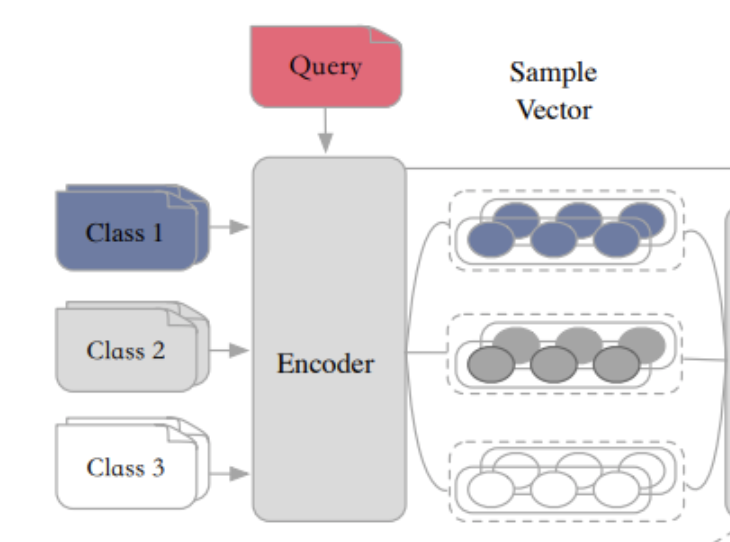 Query
Sample
Vector
Class 1
Class 2
Encoder
Class 3